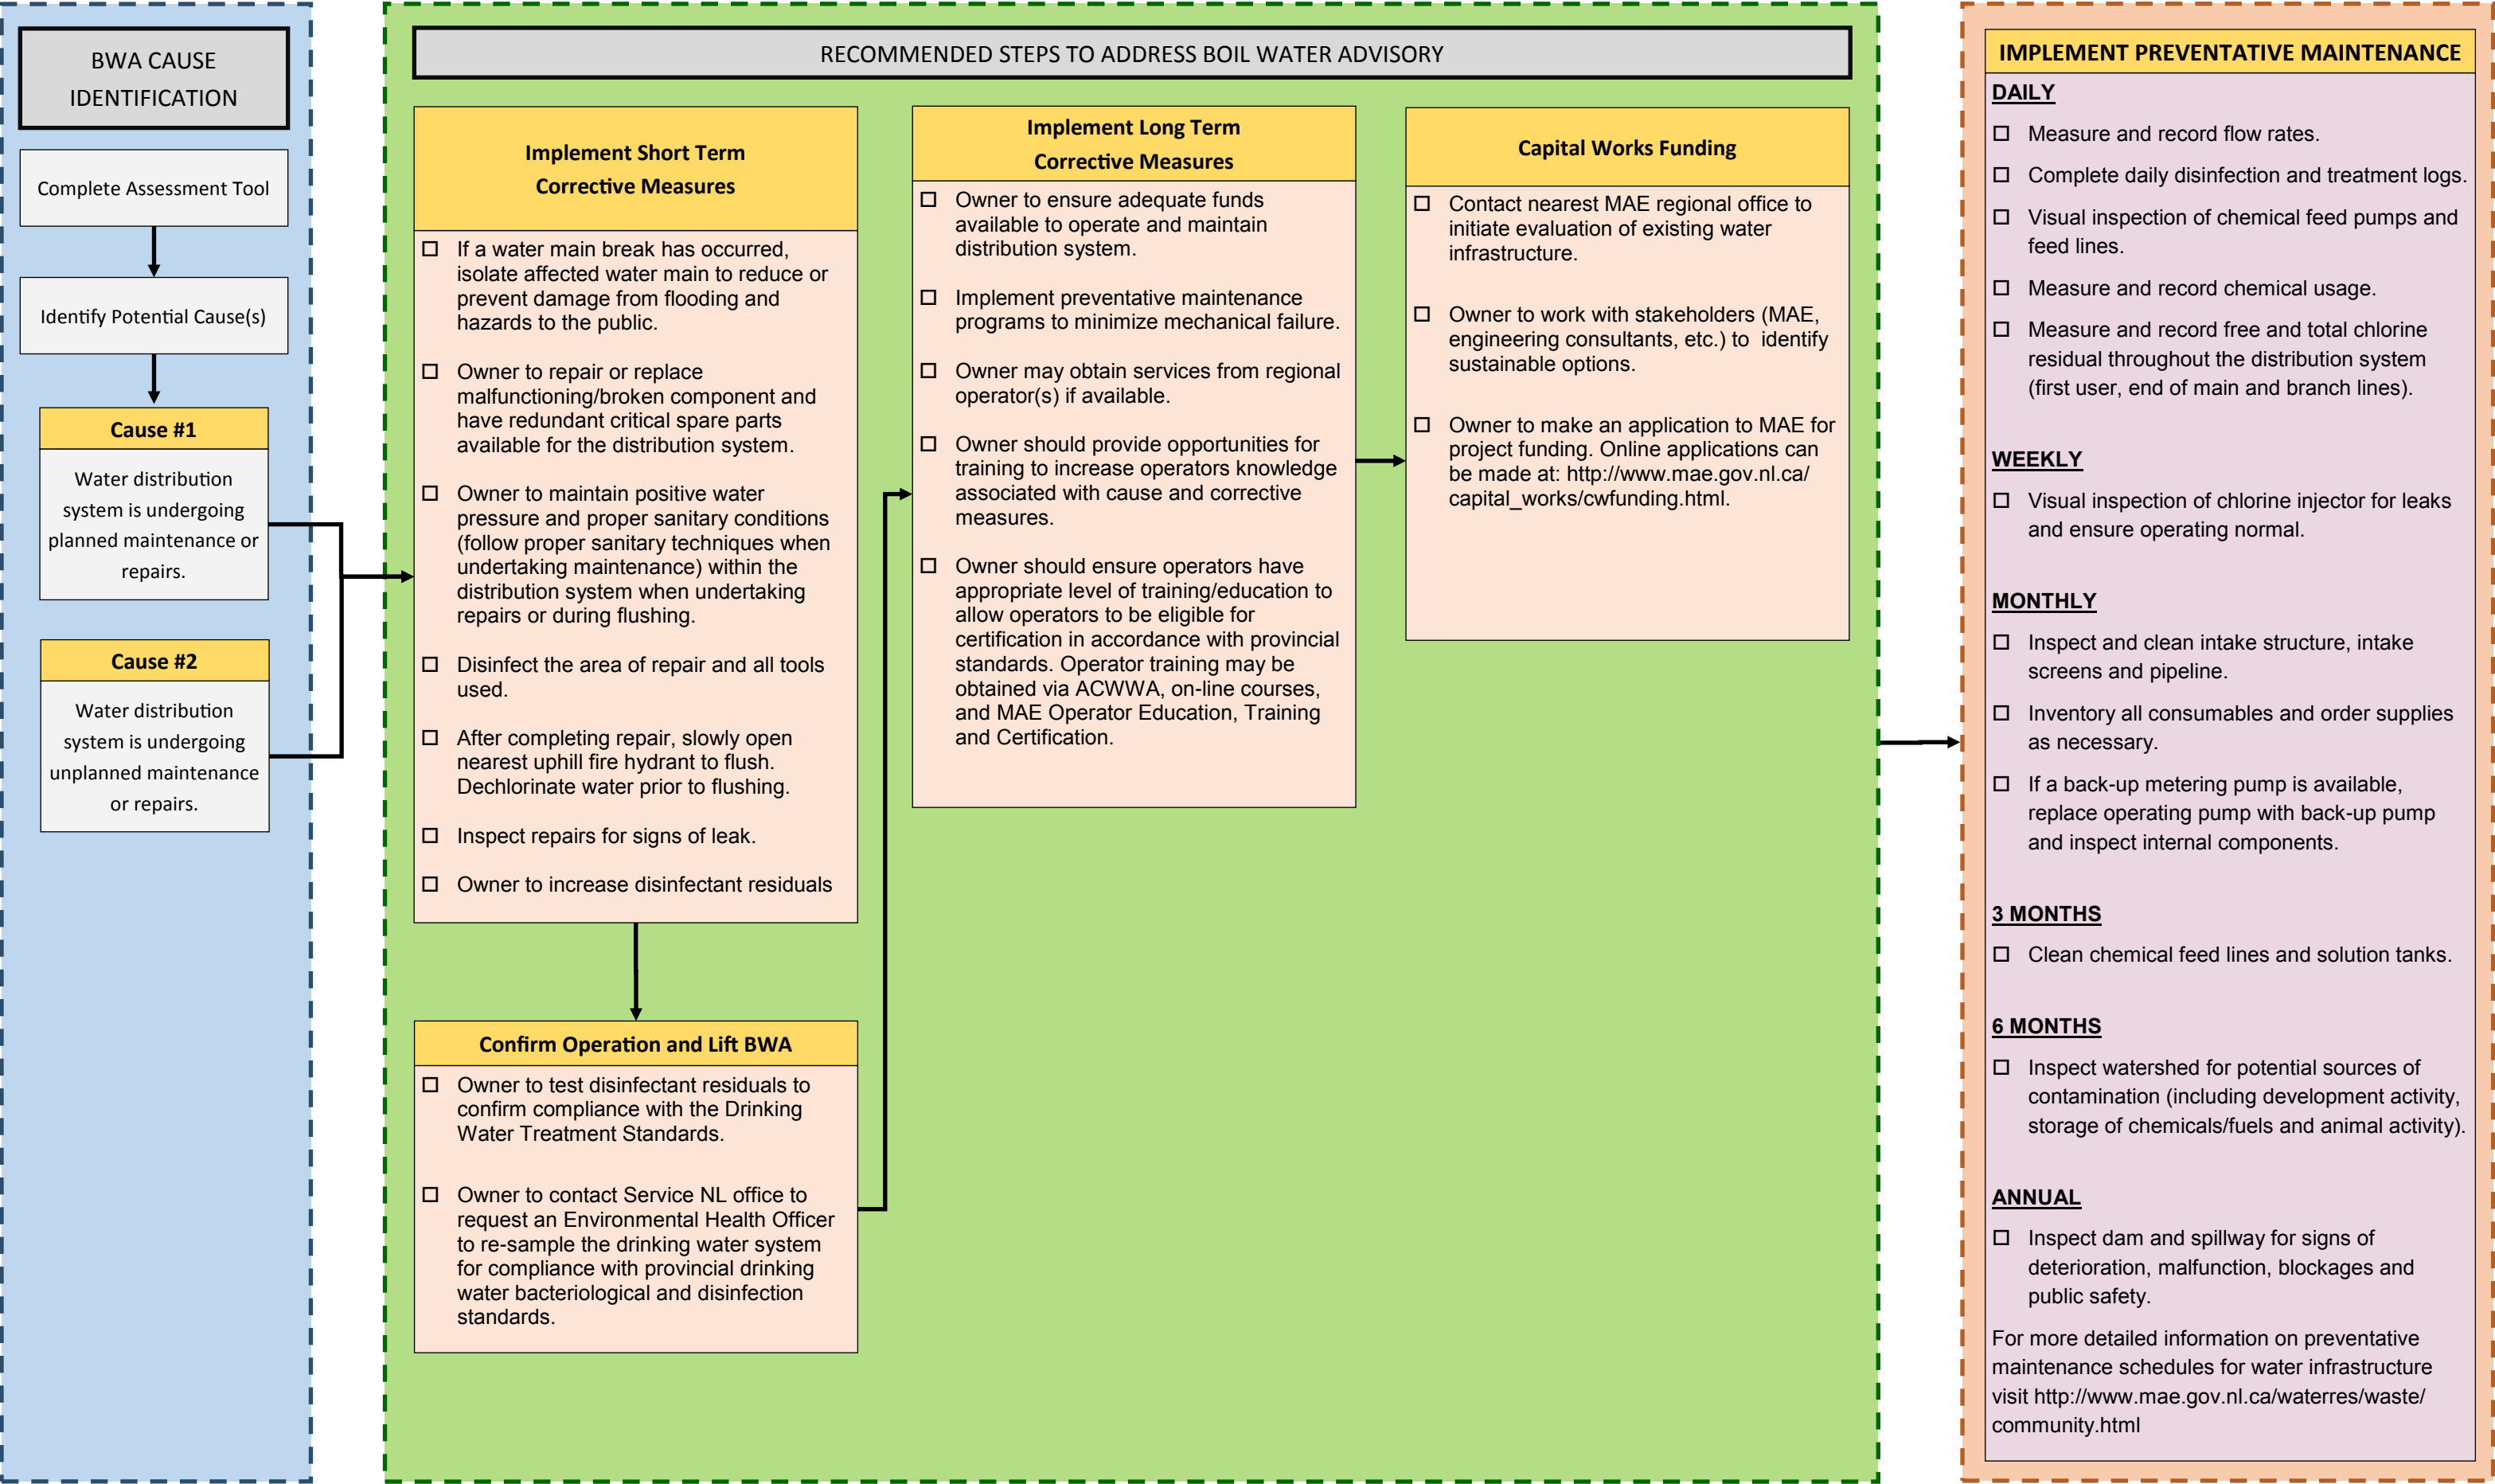 BWA CAUSE
IDENTIFICATION
Complete Assessment Tool
Identify Potential Cause(s)
Cause #1
Water distribution
system is undergoing
planned maintenance or
repairs.
Cause #2
Water distribution
system is undergoing
unplanned maintenance
or repairs.
RECOMMENDED STEPS TO ADDRESS BOIL WATER ADVISORY
Implement Short Term
Corrective Measures
☐ If a water main break has occurred,
isolate affected water main to reduce or
prevent damage from flooding and
hazards to the public.
☐ Owner to repair or replace
malfunctioning/broken component and
have redundant critical spare parts
available for the distribution system.
☐ Owner to maintain positive water
pressure and proper sanitary conditions
(follow proper sanitary techniques when
undertaking maintenance) within the
distribution system when undertaking
repairs or during flushing.
☐ Disinfect the area of repair and all tools
used.
☐ After completing repair, slowly open
nearest uphill fire hydrant to flush.
Dechlorinate water prior to flushing.
☐ Inspect repairs for signs of leak.
☐ Owner to increase disinfectant residuals
Confirm Operation and Lift BWA
☐ Owner to test disinfectant residuals to
confirm compliance with the Drinking
Water Treatment Standards.
☐ Owner to contact Service NL office to
request an Environmental Health Officer
to re-sample the drinking water system
for compliance with provincial drinking
water bacteriological and disinfection
standards.
Implement Long Term
Corrective Measures
☐ Owner to ensure adequate funds
available to operate and maintain
distribution system.
☐ Implement preventative maintenance
programs to minimize mechanical failure.
☐ Owner may obtain services from regional
operator(s) if available.
☐ Owner should provide opportunities for
training to increase operators knowledge
associated with cause and corrective
measures.
☐ Owner should ensure operators have
appropriate level of training/education to
allow operators to be eligible for
certification in accordance with provincial
standards. Operator training may be
obtained via ACWWA, on-line courses,
and MAE Operator Education, Training
and Certification.
Capital Works Funding
☐ Contact nearest MAE regional office to
initiate evaluation of existing water
infrastructure.
☐ Owner to work with stakeholders (MAE,
engineering consultants, etc.) to identify
sustainable options.
☐ Owner to make an application to MAE for
project funding. Online applications can
be made at: http://www.mae.gov.nl.ca/
capital_works/cwfunding.html.
IMPLEMENT PREVENTATIVE MAINTENANCE
DAILY
☐ Measure and record flow rates.
☐ Complete daily disinfection and treatment logs.
☐ Visual inspection of chemical feed pumps and
feed lines.
☐ Measure and record chemical usage.
☐ Measure and record free and total chlorine
residual throughout the distribution system
(first user, end of main and branch lines).
WEEKLY
☐ Visual inspection of chlorine injector for leaks
and ensure operating normal.
MONTHLY
☐ Inspect and clean intake structure, intake
screens and pipeline.
☐ Inventory all consumables and order supplies
as necessary.
☐ If a back-up metering pump is available,
replace operating pump with back-up pump
and inspect internal components.
3 MONTHS
☐ Clean chemical feed lines and solution tanks.
6 MONTHS
☐ Inspect watershed for potential sources of
contamination (including development activity,
storage of chemicals/fuels and animal activity).
ANNUAL
☐ Inspect dam and spillway for signs of
deterioration, malfunction, blockages and
public safety.
For more detailed information on preventative
maintenance schedules for water infrastructure
visit http://www.mae.gov.nl.ca/waterres/waste/
community.html